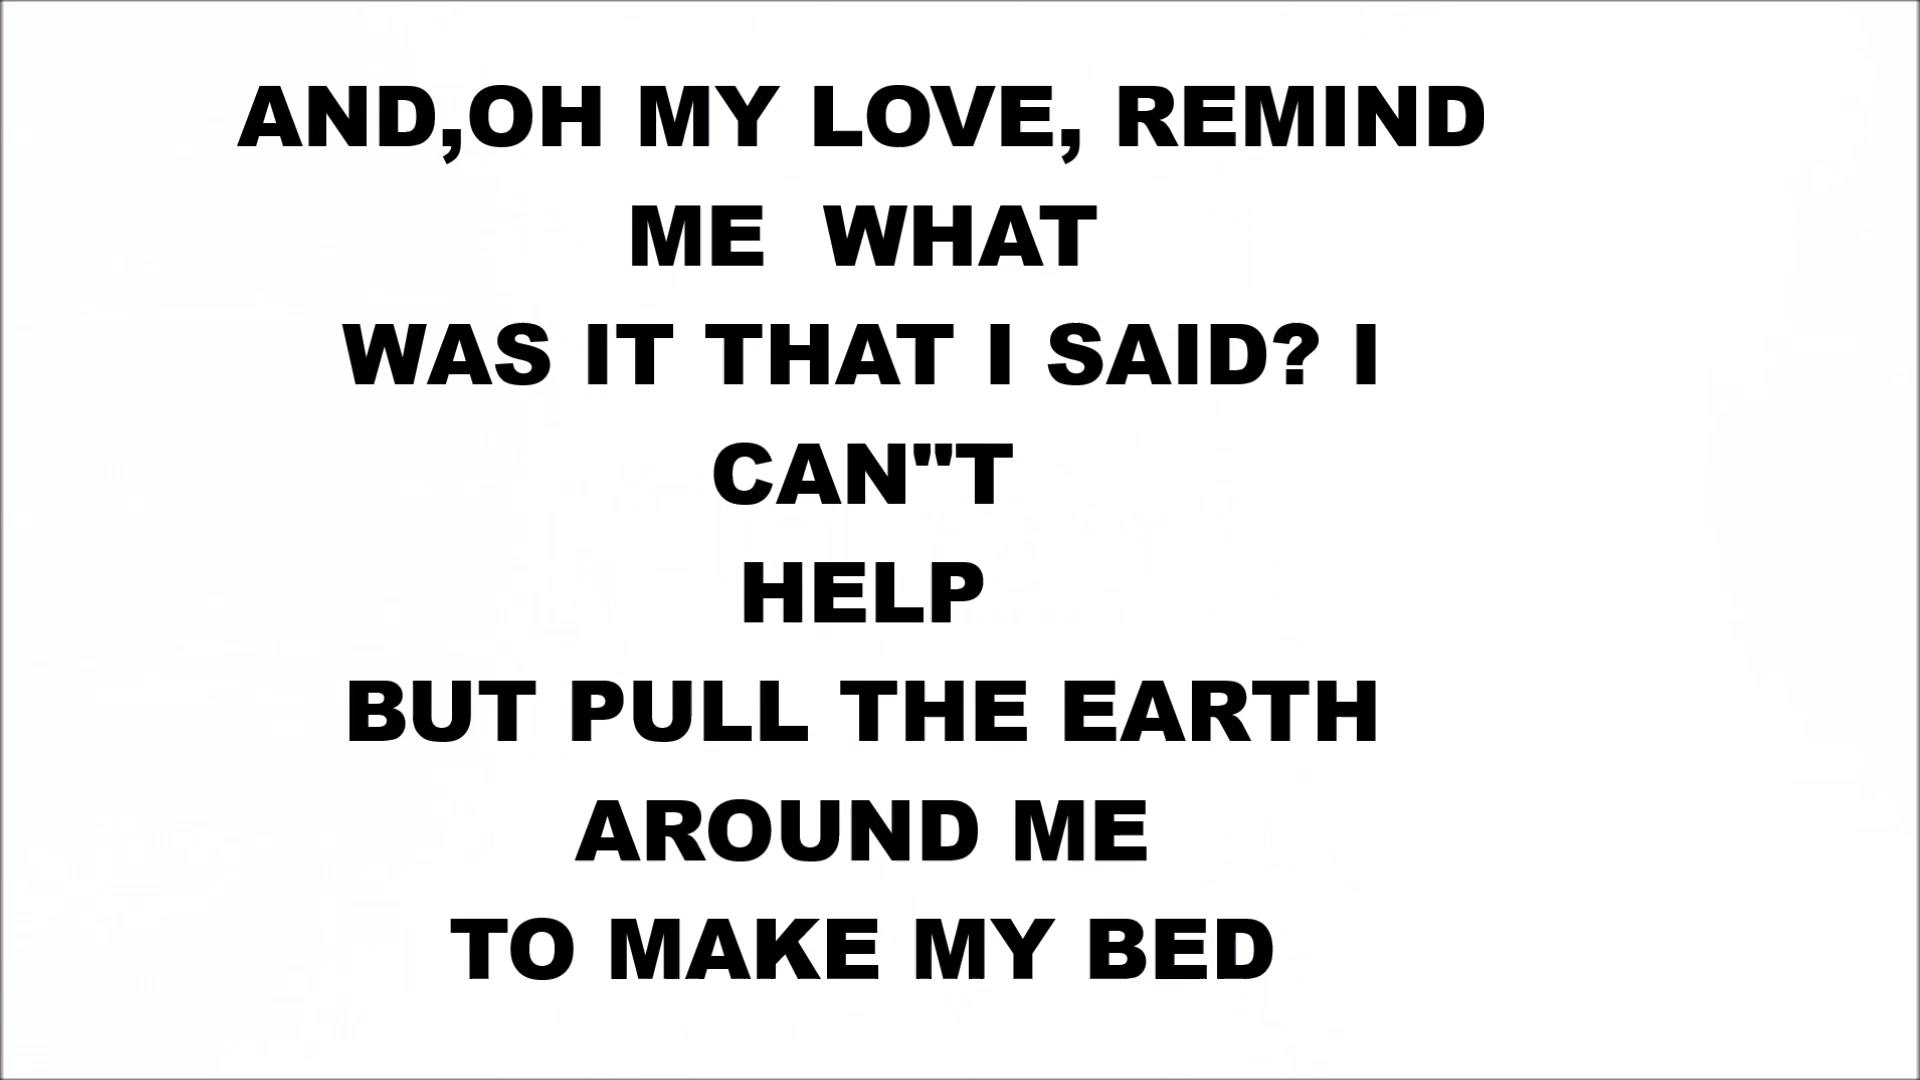 AND,OH MY LOVE, REMIND
ME  WHAT
WAS IT THAT I SAID? I
CAN"T
HELP
BUT PULL THE EARTH
AROUND ME
TO MAKE MY BED